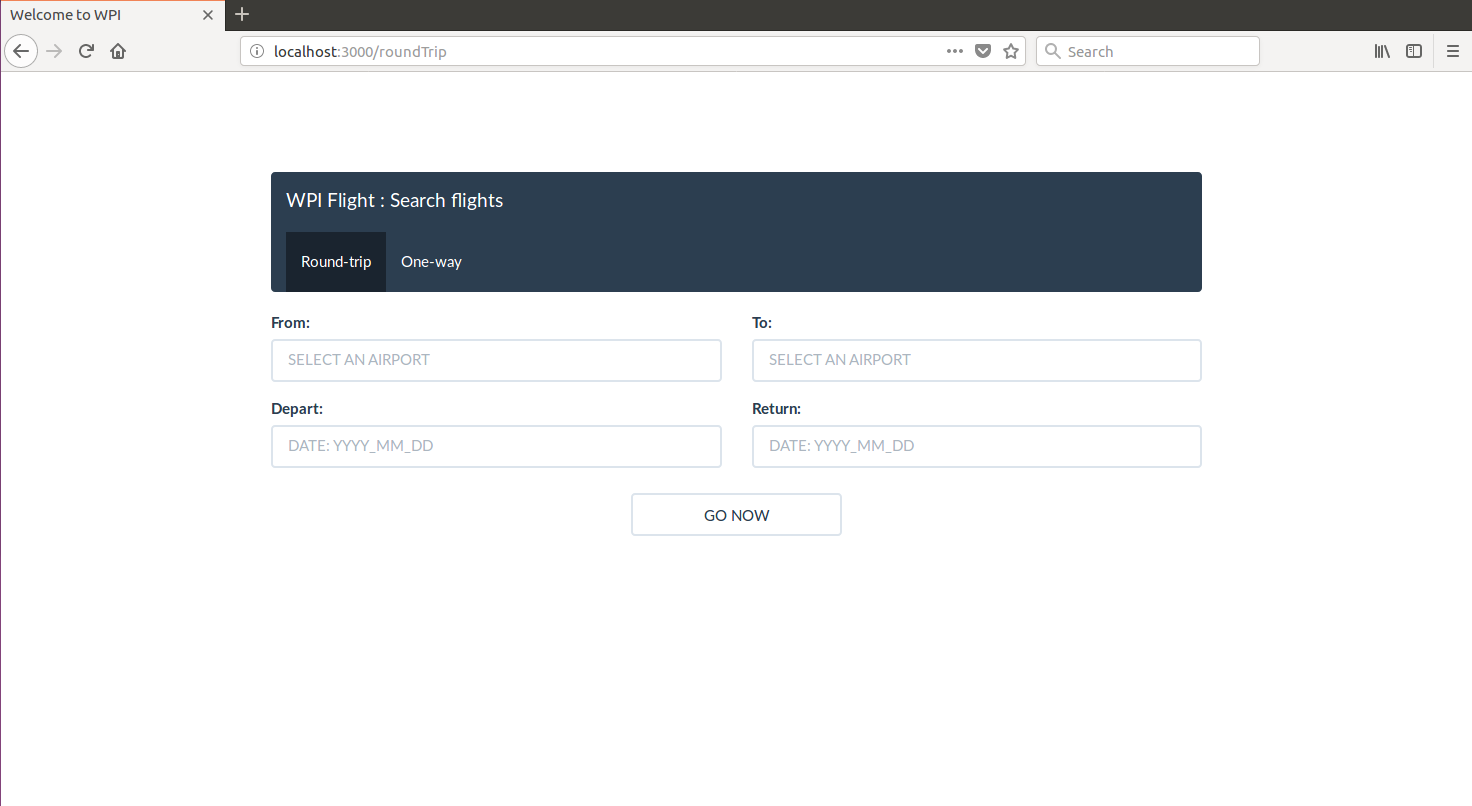 Welcome to WPI
localhost:3000/roundTrip
Search
WPI Flight : Search flights
Round-trip One-way
From: To:
SELECT AN AIRPORT SELECT AN AIRPORT
Depart: Return:
DATE: YYYY_MM_DD DATE: YYYY_MM_DD
GO NOW